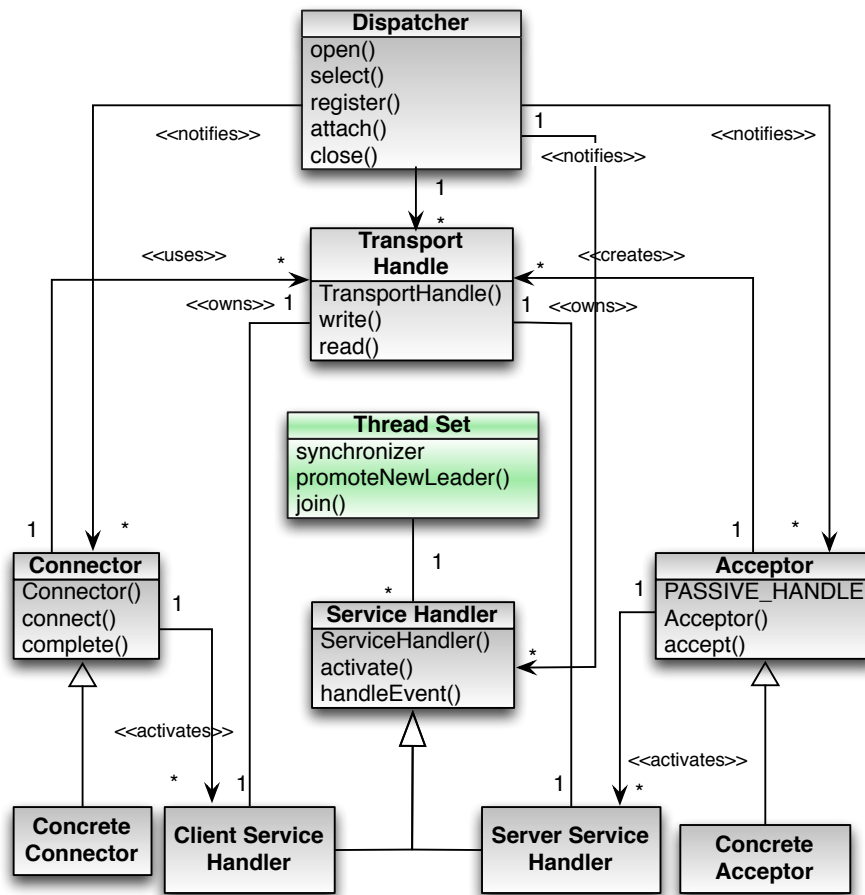 Dispatcher
open()
select()
register()
attach()
close()
<<notifies>>
1
<<notifies>>
<<notifies>>
1
*
Transport
Handle
TransportHandle()
write()
read()
<<uses>>
*
<<creates>>
*
<<owns>>
1
1
<<owns>>
Thread Set
synchronizer
promoteNewLeader()
join()
1
*
1
*
1
*
Connector
Connector()
connect()
complete()
1
Service Handler
ServiceHandler()
activate()
handleEvent()
*
Acceptor
PASSIVE_HANDLE
Acceptor()
accept()
1
<<activates>>
*
1
1
<<activates>>
*
Concrete
Connector
Client Service
Handler
Server Service
Handler
Concrete
Acceptor